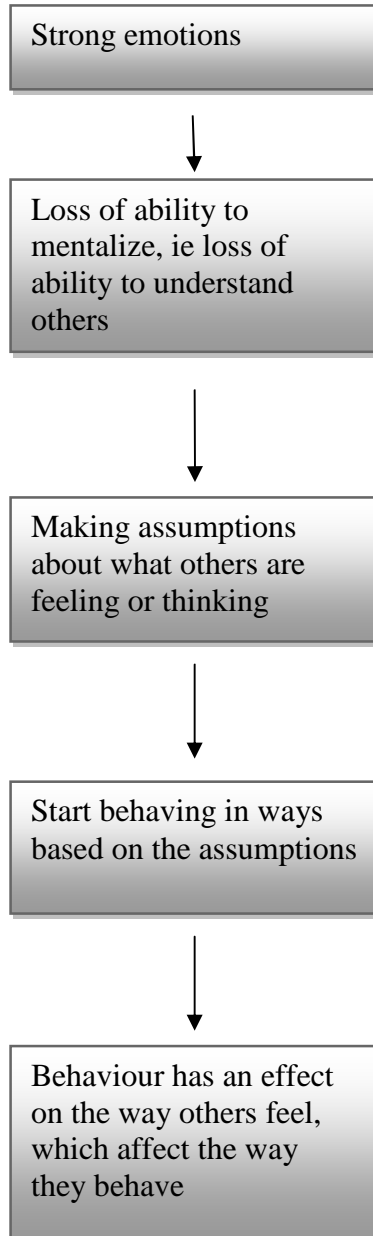 Strong emotions
Loss of ability to
mentalize, ie loss of
ability to understand
others
Making assumptions
about what others are
feeling or thinking
Start behaving in ways
based on the assumptions
Behaviour has an effect
on the way others feel,
which affect the way
they behave